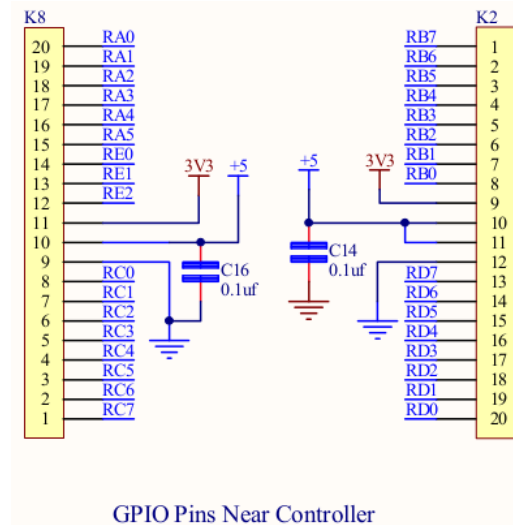 K8 K2
20 RA0 RB7 1
19 RA1 RB6 2
18 RA2 RB5 3
17 RA3 RB4 4
16 RA4 RB3 5
15 RA5 RB2 6
14 RE0 3V3 +5 +5 3V3 RB1 7
13 RE1 RB0 8
12 RE2 9
11 10
10 11
9 C16 C14 12
8 RC0 0.1uf 0.1uf RD7 13
7 RC1 RD6 14
6 RC2 RD5 15
5 RC3 RD4 16
4 RC4 RD3 17
3 RC5 RD2 18
2 RC6 RD1 19
1 RC7 RD0 20
GPIO Pins Near Controller